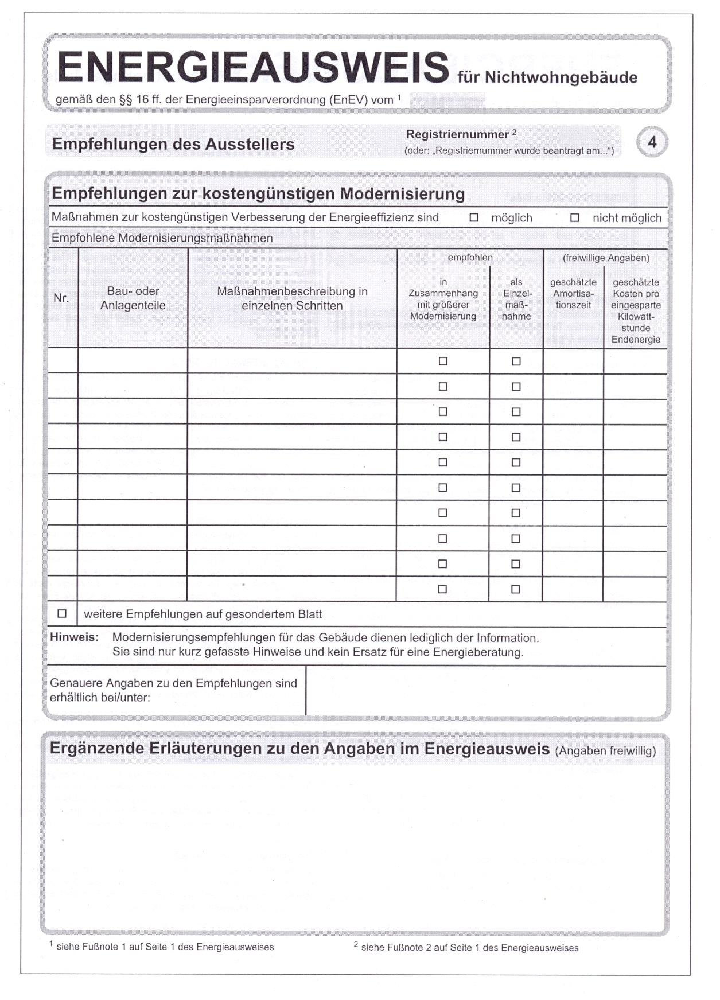 ENERGIEAUSWEIS für Nichtwohngebäude
gemäß den §§ 16 ff. der Energieeinsparverordnung (EnEV) vom ¹
Empfehlungen des Ausstellers
Registriernummer ²
(oder: „Registriernummer wurde beantragt am...“)
4
Empfehlungen zur kostengünstigen Modernisierung
Maßnahmen zur kostengünstigen Verbesserung der Energieeffizienz sind ☐ möglich ☐ nicht möglich
Empfohlene Modernisierungsmaßnahmen
Nr.
Bau- oder
Anlagenteile
Maßnahmenbeschreibung in
einzelnen Schritten
empfohlen
in
Zusammenhang
mit größerer
Modernisierung
als
Einzel-
maß-
nahme
(freiwillige Angaben)
geschätzte
Amortisa-
tionszeit
geschätzte
Kosten pro
eingesparte
Kilowatt-
stunde
Endenergie
☐ ☐
☐ ☐
☐ ☐
☐ ☐
☐ ☐
☐ ☐
☐ ☐
☐ ☐
☐ ☐
☐ ☐
☐ weitere Empfehlungen auf gesondertem Blatt
Hinweis: Modernisierungsempfehlungen für das Gebäude dienen lediglich der Information.
Sie sind nur kurz gefasste Hinweise und kein Ersatz für eine Energieberatung.
Genauere Angaben zu den Empfehlungen sind
erhältlich bei/unter:
Ergänzende Erläuterungen zu den Angaben im Energieausweis (Angaben freiwillig)
¹ siehe Fußnote 1 auf Seite 1 des Energieausweises
² siehe Fußnote 2 auf Seite 1 des Energieausweises